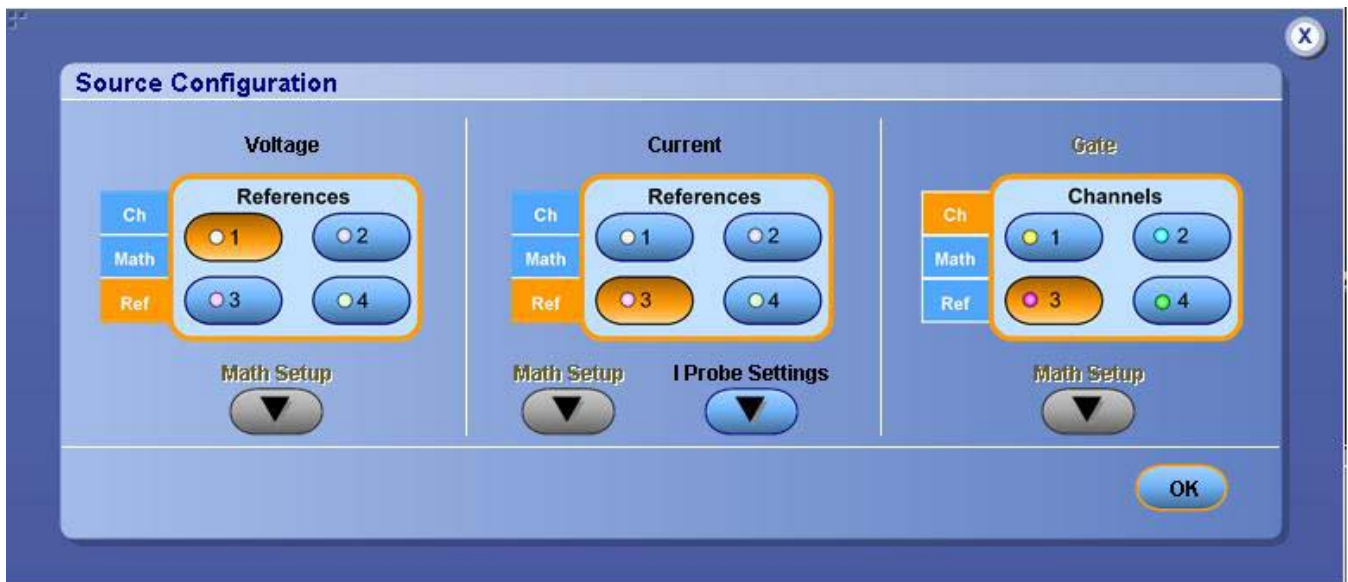 X
Source Configuration
Voltage
Ch
Math
Ref
References
1
2
3
4
Math Setup
Current
Ch
Math
Ref
References
1
2
3
4
Math Setup
I Probe Settings
Gate
Ch
Math
Ref
Channels
1
2
3
4
Math Setup
OK